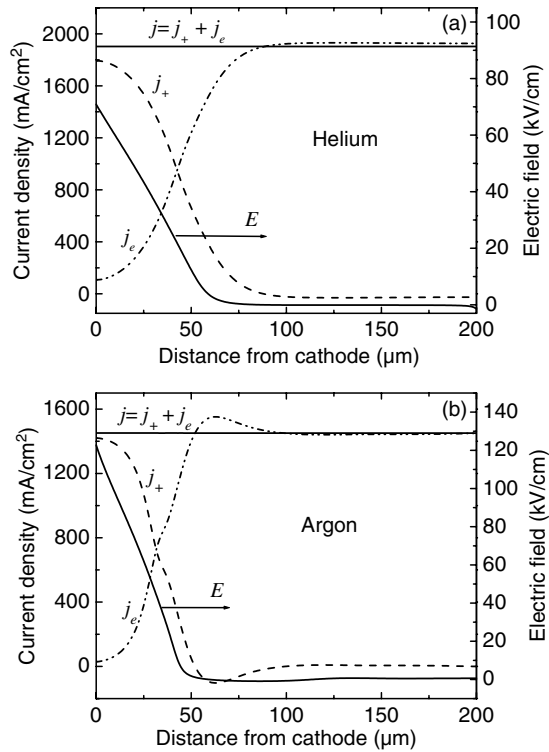 (a)
2000
1600
1200
800
400
0
Current density (mA/cm²)
j = j₊ + jₑ
j₊
jₑ
E
Helium
100
80
60
40
20
0
Electric field (kV/cm)
0 50 100 150 200
Distance from cathode (μm)
(b)
1600
1200
800
400
0
Current density (mA/cm²)
j = j₊ + jₑ
j₊
jₑ
E
Argon
140
120
100
80
60
40
20
0
Electric field (kV/cm)
0 50 100 150 200
Distance from cathode (μm)